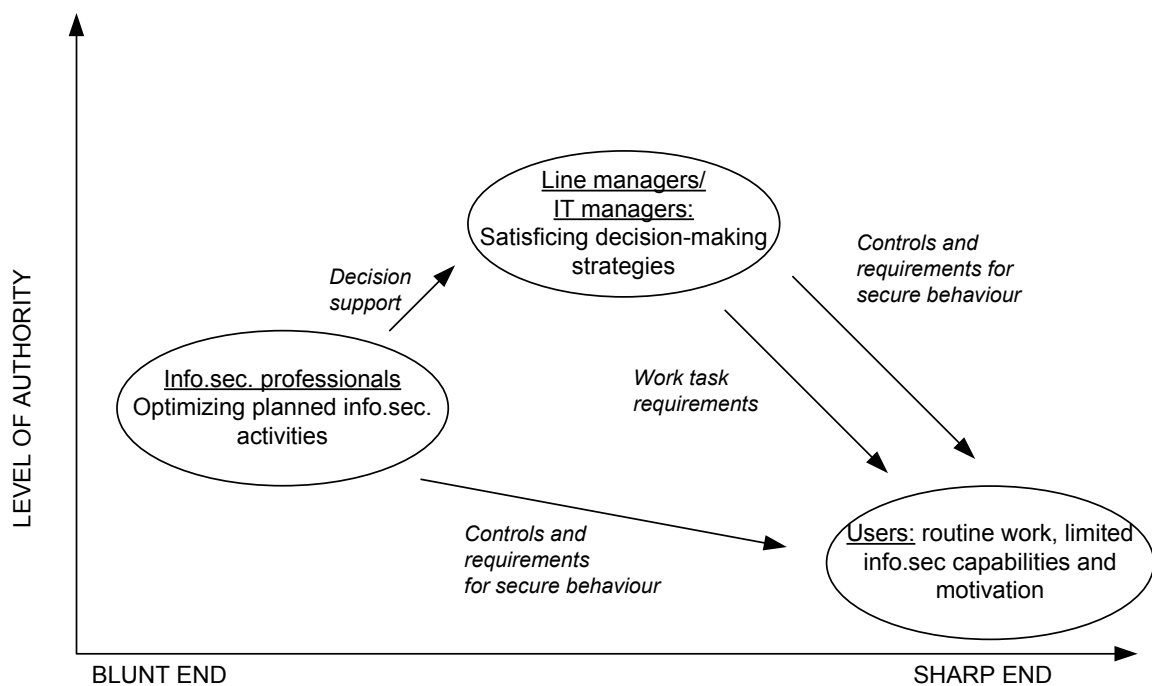 Line managers/
IT managers:
Satisficing decision-making
strategies
Controls and
requirements for
secure behaviour
Decision
support
Info.sec. professionals
Optimizing planned info.sec.
activities
Work task
requirements
LEVEL OF AUTHORITY
Controls and
requirements
for secure behaviour
Users: routine work, limited
info.sec capabilities and
motivation
BLUNT END
SHARP END